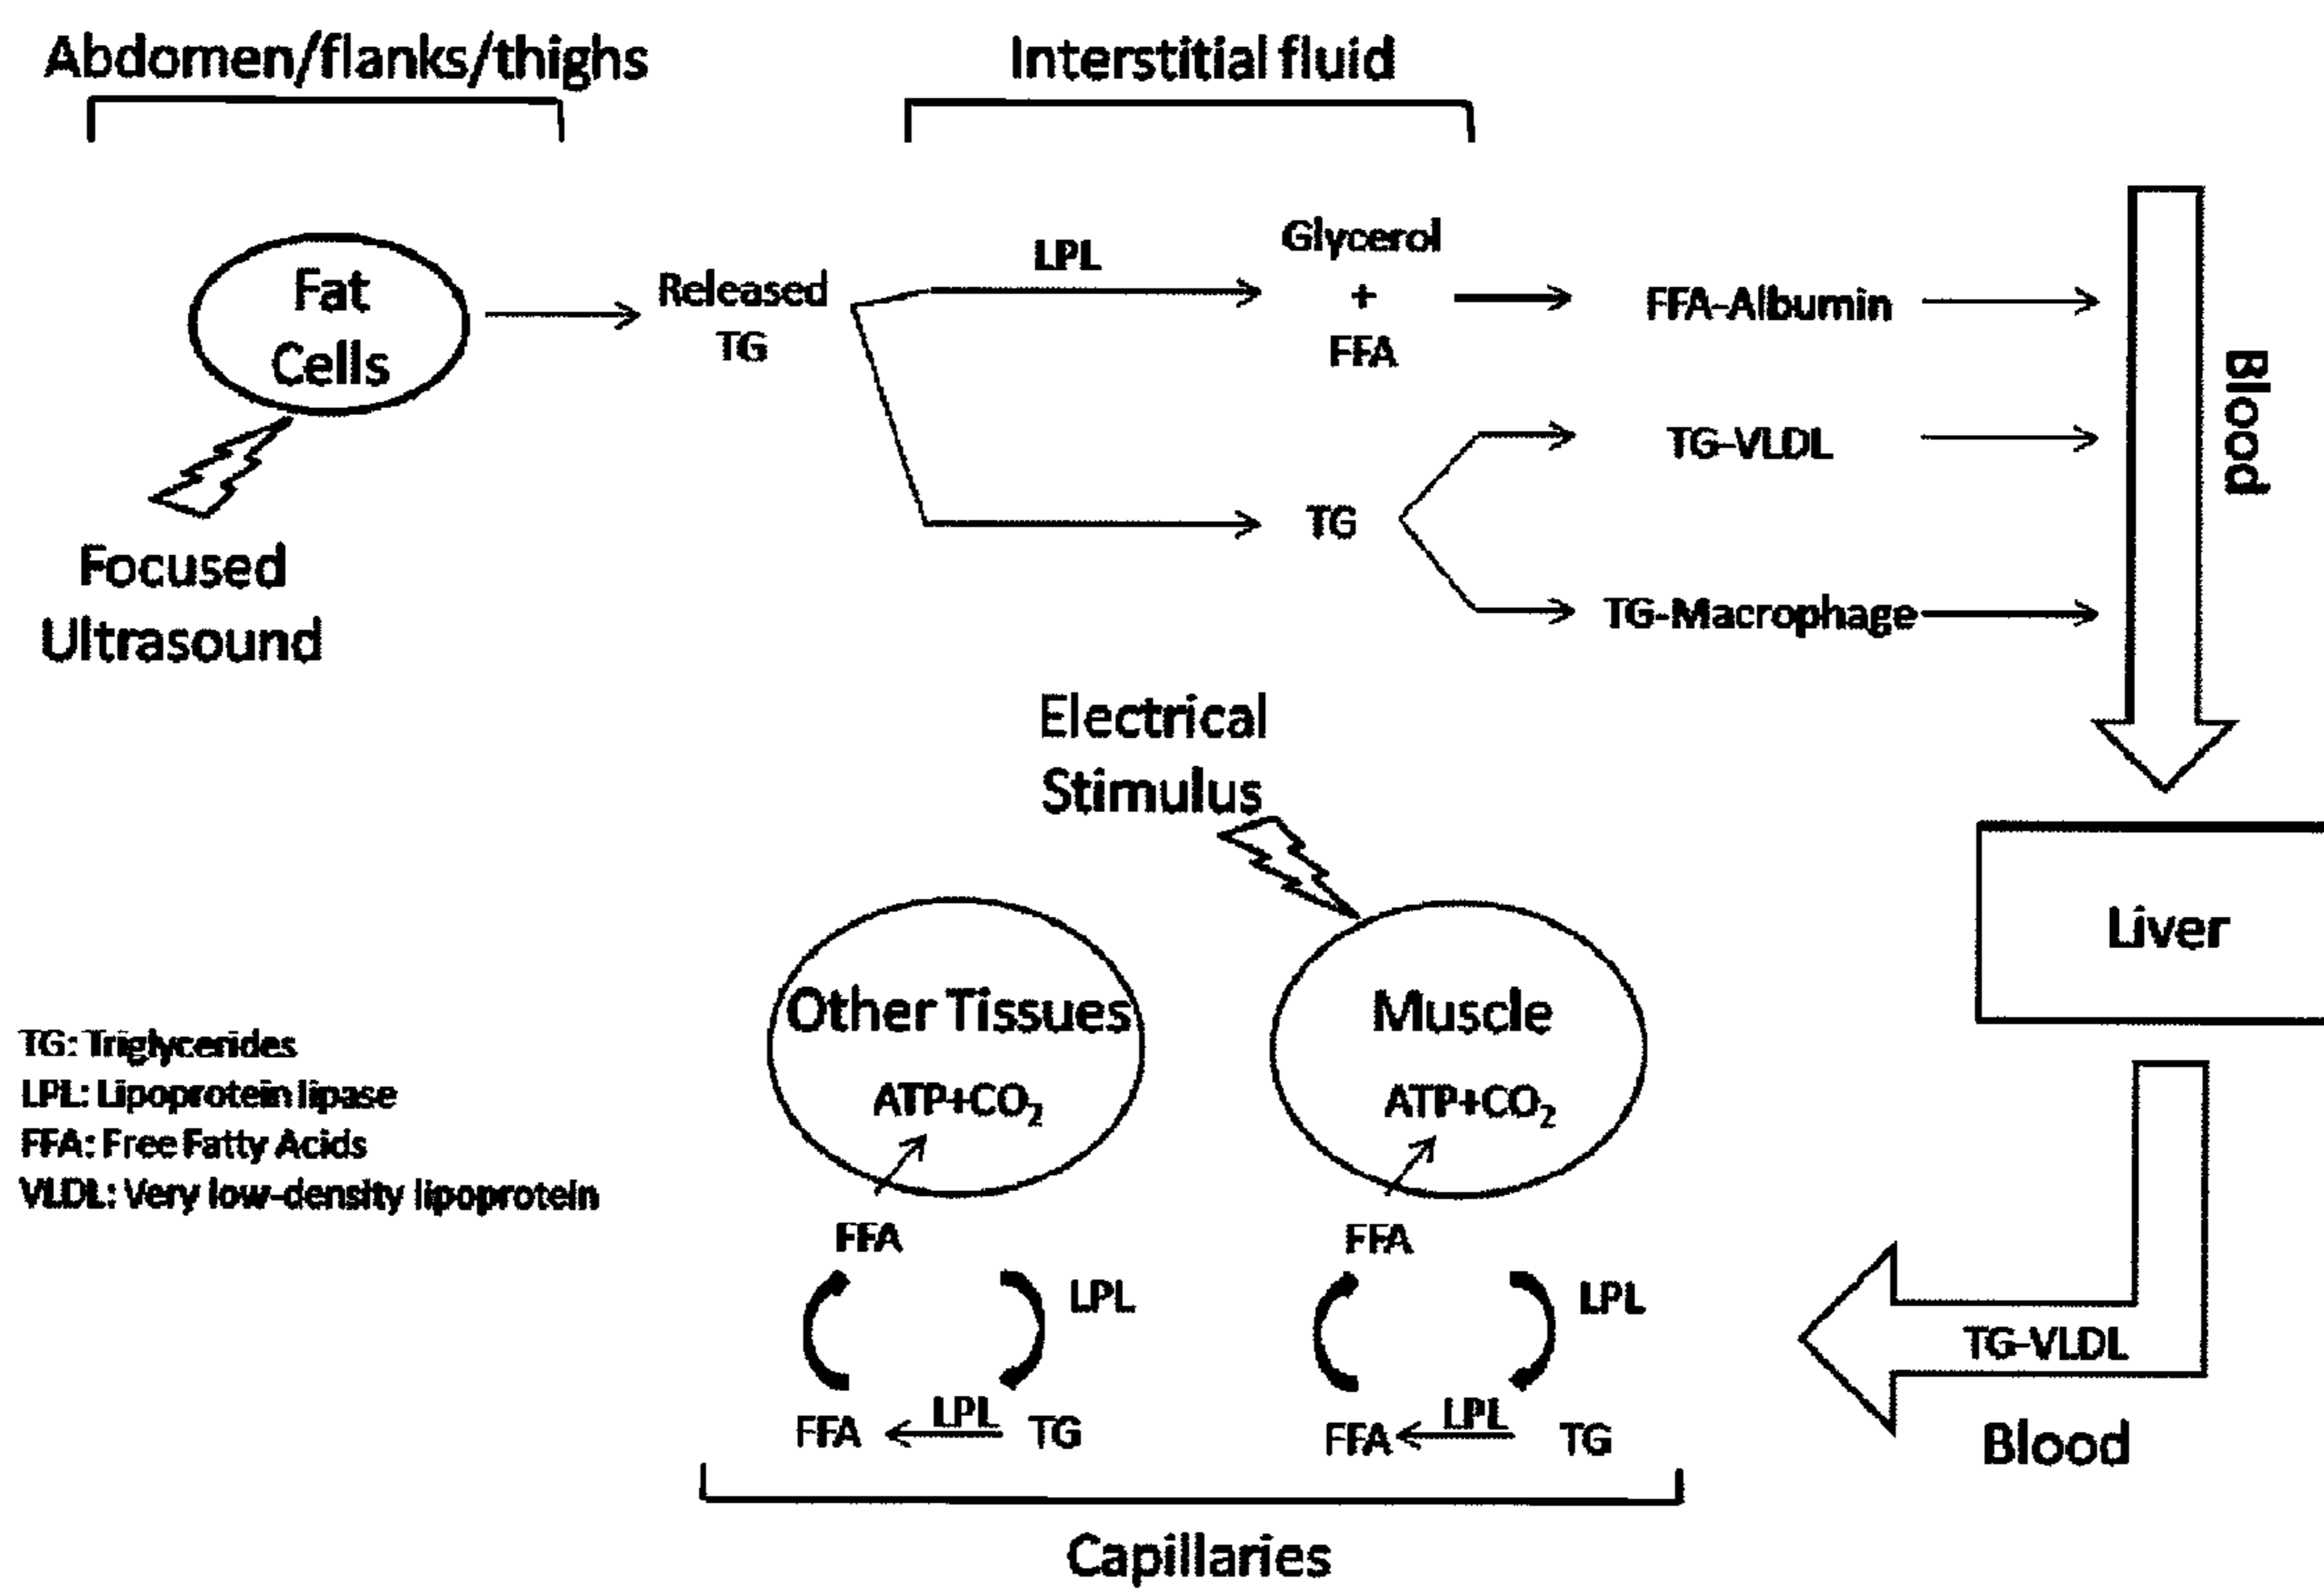 Abdomen/flanks/thighs
Interstitial fluid
Fat
Cells
Released
TG
LPL
Glycerol
+
FFA
FFA-Albumin
TG-VLDL
TG
TG-Macrophage
Blood
Focused
Ultrasound
Electrical
Stimulus
Liver
Other Tissues
ATP+CO₂
Muscle
ATP+CO₂
TG: Triglycerides
LPL: Lipoprotein lipase
FFA: Free Fatty Acids
VLDL: Very low-density lipoprotein
FFA
LPL
FFA
LPL
TG
FFA
LPL
FFA
LPL
TG
TG-VLDL
Blood
Capillaries